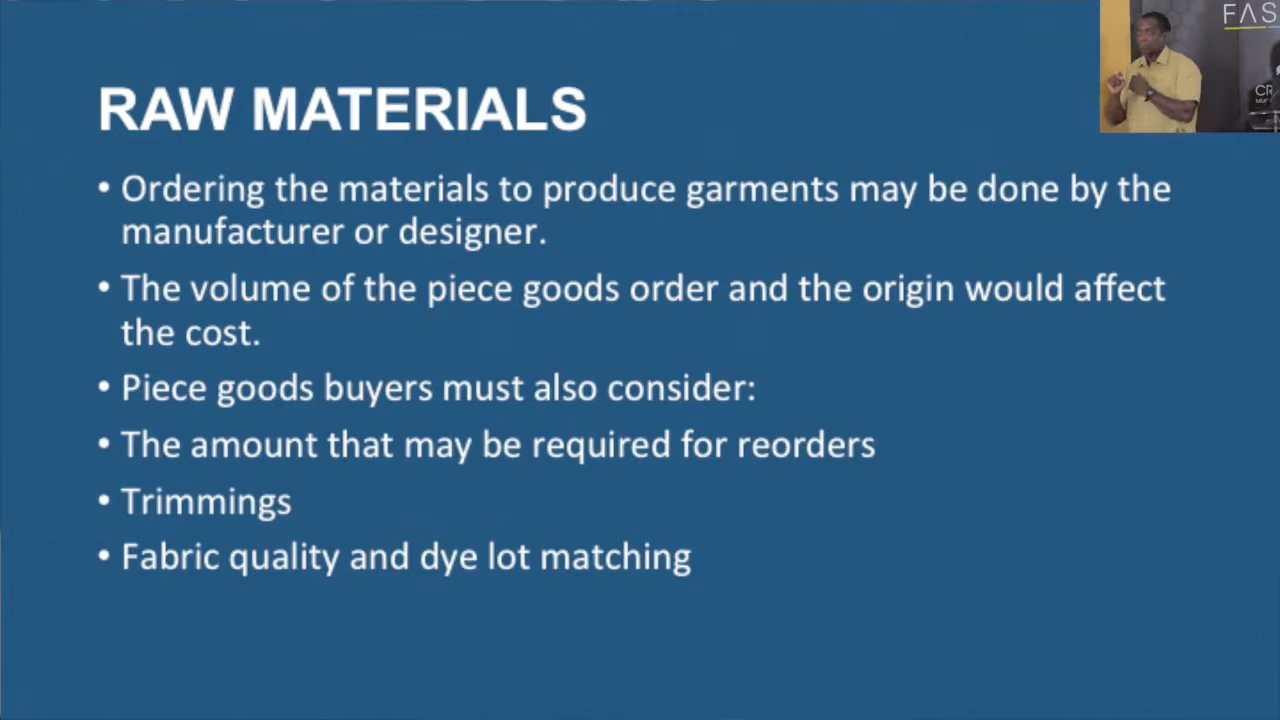 FAS
CR
RAW MATERIALS
• Ordering the materials to produce garments may be done by the
manufacturer or designer.
• The volume of the piece goods order and the origin would affect
the cost.
• Piece goods buyers must also consider:
• The amount that may be required for reorders
• Trimmings
• Fabric quality and dye lot matching